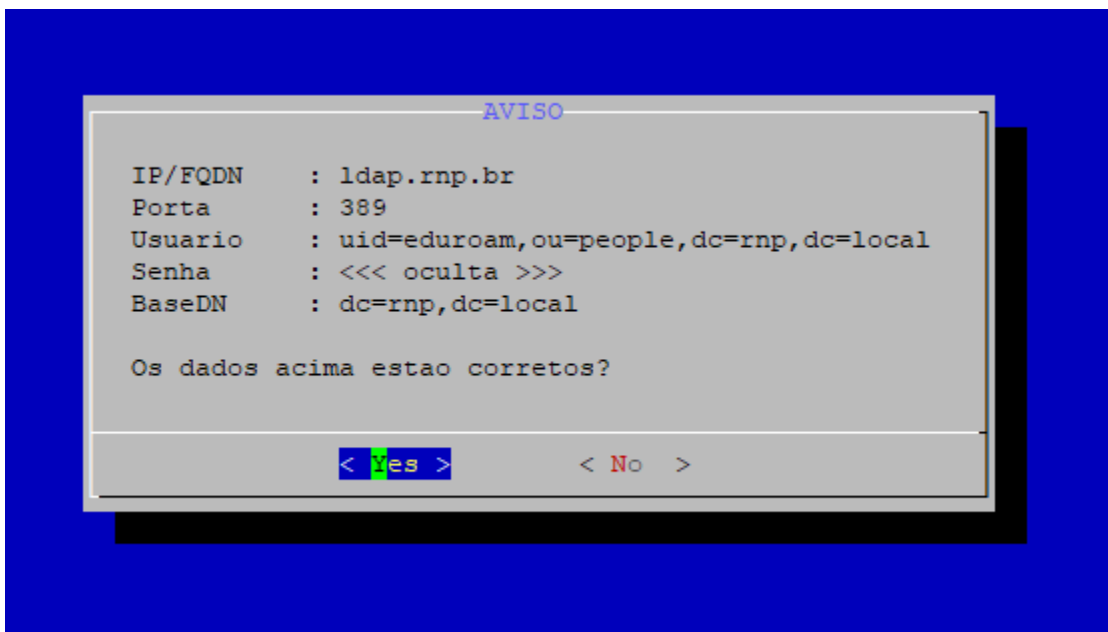 AVISO
IP/FQDN : ldap.rnp.br
Porta : 389
Usuario : uid=eduroam,ou=people,dc=rnp,dc=local
Senha : <<< oculta >>>
BaseDN : dc=rnp,dc=local
Os dados acima estao corretos?
< Yes > < No >